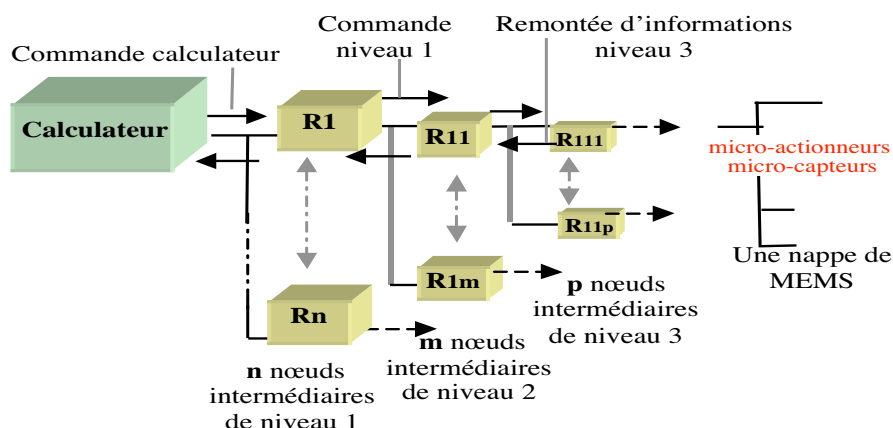 Commande calculateur
Commande
niveau 1
Remontée d'informations
niveau 3
Calculateur
R1
R11
R111
micro-actionneurs
micro-capteurs
R11p
Une nappe de
MEMS
R1m
Rn
p nœuds
intermédiaires
de niveau 3
m nœuds
intermédiaires
de niveau 2
n nœuds
intermédiaires
de niveau 1